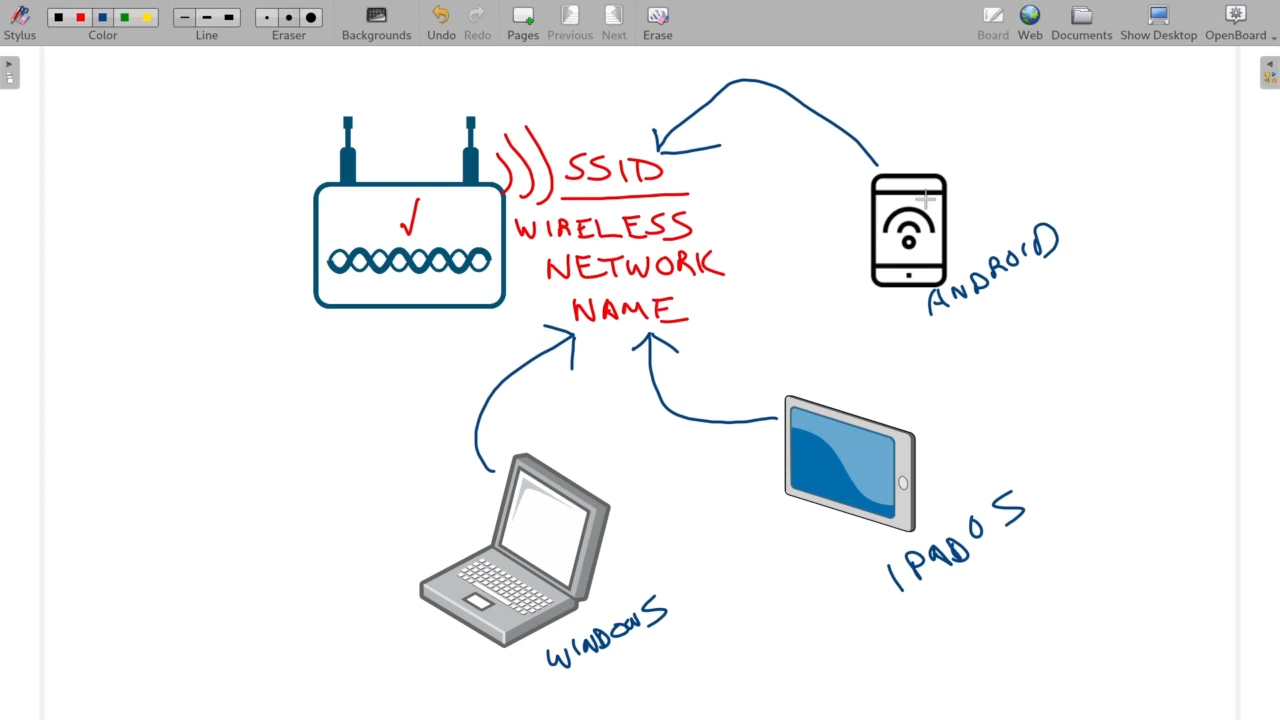 Stylus
Color
Line
Eraser
Backgrounds
Undo
Redo
Pages
Previous
Next
Erase
Board
Web
Documents
Show Desktop
OpenBoard
SSID
WIRELESS
NETWORK
NAME
ANDROID
IPADOS
WINDOWS